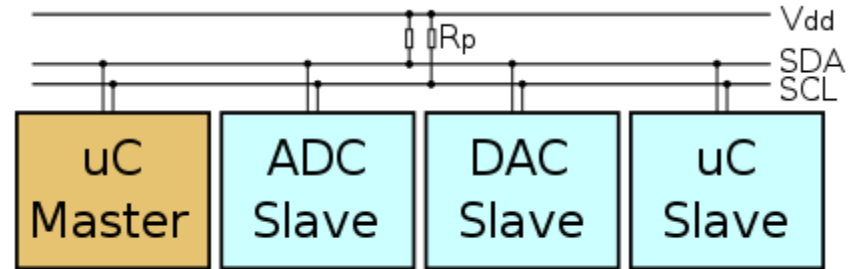 Vdd
Rp
SDA
SCL
uC
Master
ADC
Slave
DAC
Slave
uC
Slave